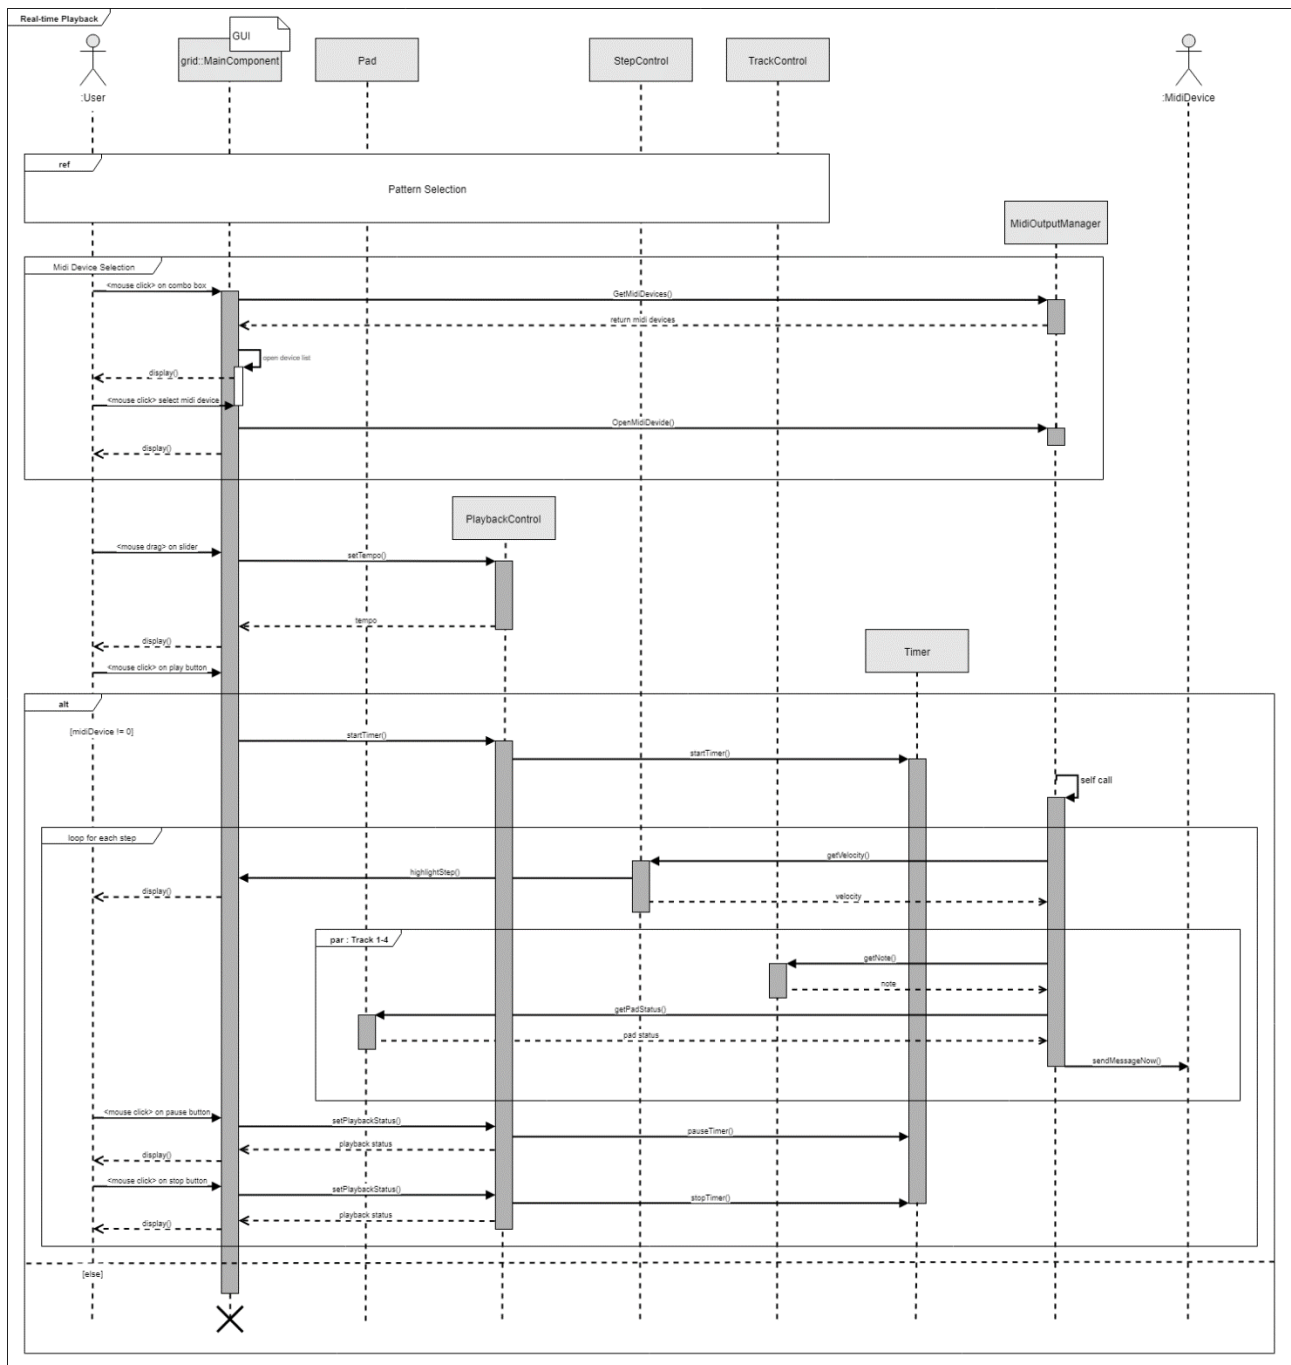 Real-time Playback
GUI
grid::MainComponent
Pad
StepControl
TrackControl
:User
:MidiDevice
ref
Pattern Selection
MidiOutputManager
Midi Device Selection
<mouse click> on combo box
GetMidiDevices()
return midi devices
open device list
display()
<mouse click> select midi device
OpenMidiDevide()
display()
PlaybackControl
<mouse drag> on slider
setTempo()
tempo
display()
Timer
<mouse click> on play button
alt
[midiDevice != 0]
startTimer()
startTimer()
self call
loop for each step
getVelocity()
highlightStep()
display()
velocity
par : Track 1-4
getNote()
note
getPadStatus()
pad status
sendMessageNow()
<mouse click> on pause button
setPlaybackStatus()
pauseTimer()
playback status
display()
<mouse click> on stop button
setPlaybackStatus()
stopTimer()
playback status
display()
[else]